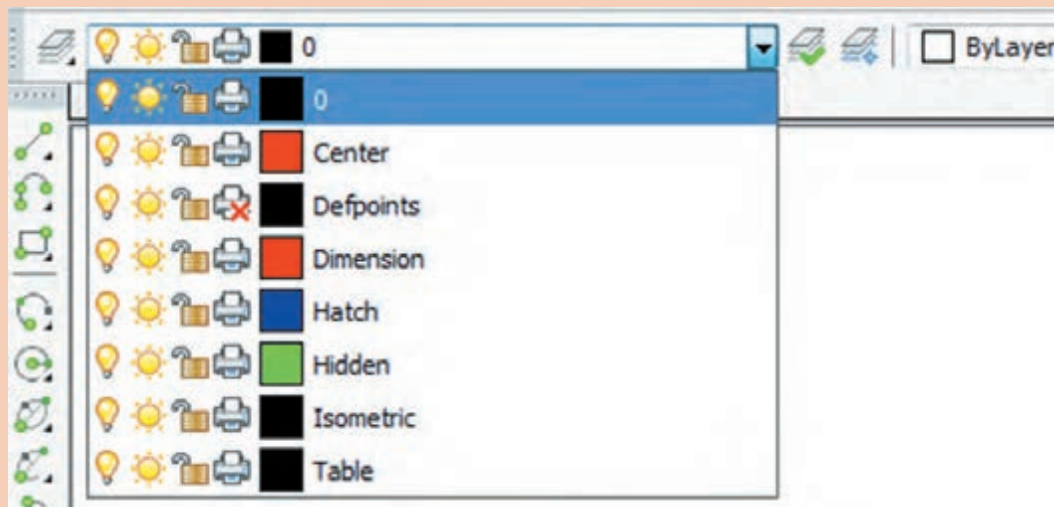 0
ByLayer
0
Center
Defpoints
Dimension
Hatch
Hidden
Isometric
Table